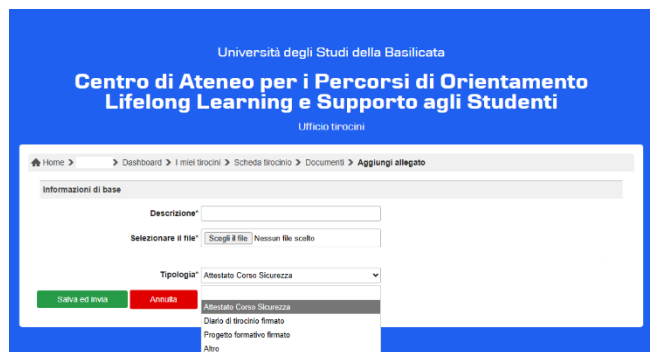 Università degli Studi della Basilicata
Centro di Ateneo per i Percorsi di Orientamento
Lifelong Learning e Supporto agli Studenti
Ufficio tirocini
Home > > Dashboard > I miei tirocini > Scheda tirocinio > Documenti > Aggiungi allegato
Informazioni di base
Descrizione*
Selezionare il file* Scegli il file Nessun file scelto
Tipologia* Attestato Corso Sicurezza
Salva ed invia Annulla
Attestato Corso Sicurezza
Diario di tirocinio firmato
Progetto formativo firmato
Altro